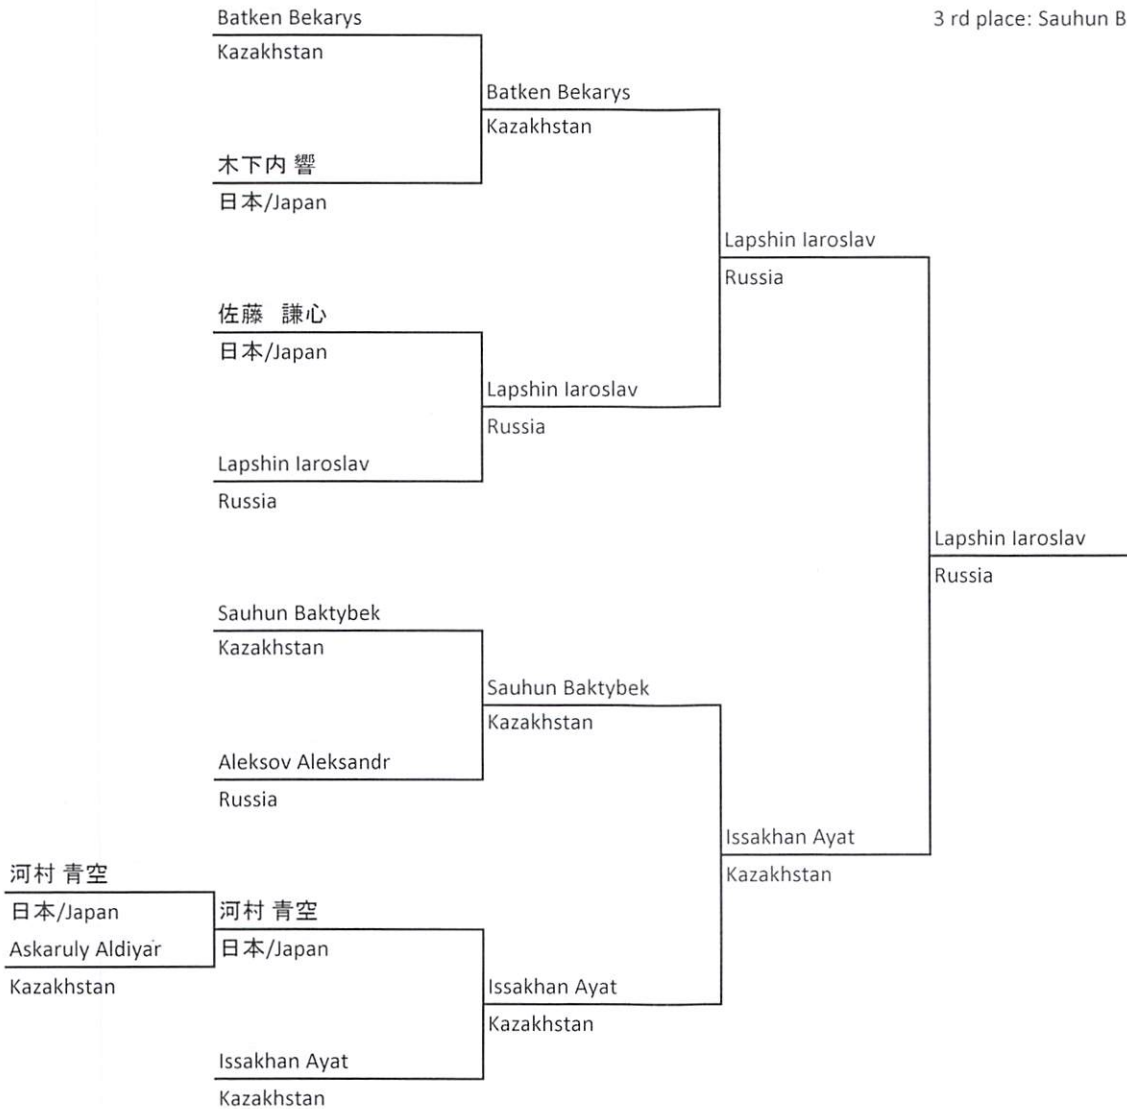 Batken Bekarys
Kazakhstan
3 rd place: Sauhun B
Batken Bekarys
Kazakhstan
木下内 響
日本/Japan
Lapshin Iaroslav
Russia
佐藤 謙心
日本/Japan
Lapshin Iaroslav
Russia
Lapshin Iaroslav
Russia
Lapshin Iaroslav
Russia
Sauhun Baktybek
Kazakhstan
Sauhun Baktybek
Kazakhstan
Aleksov Aleksandr
Russia
Issakhan Ayat
Kazakhstan
河村 青空
日本/Japan
河村 青空
Askaruly Aldiyar
日本/Japan
Kazakhstan
Issakhan Ayat
Kazakhstan
Issakhan Ayat
Kazakhstan